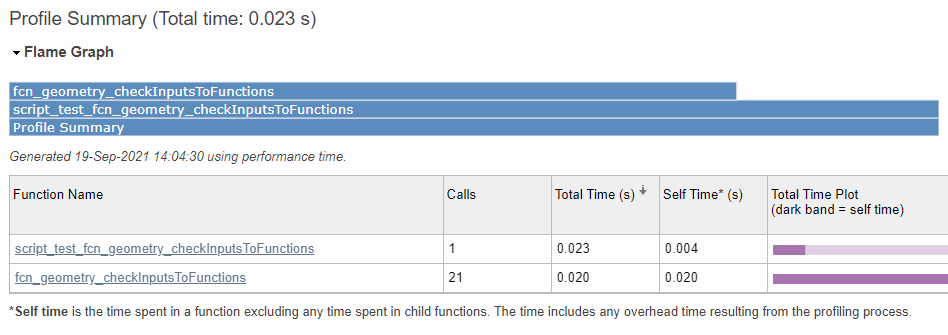 Profile Summary (Total time: 0.023 s)
Flame Graph
fcn_geometry_checkInputsToFunctions
script_test_fcn_geometry_checkInputsToFunctions
Profile Summary
Generated 19-Sep-2021 14:04:30 using performance time.
Function Name Calls Total Time (s) Self Time* (s) Total Time Plot
(dark band = self time)
script_test_fcn_geometry_checkInputsToFunctions 1 0.023 0.004
fcn_geometry_checkInputsToFunctions 21 0.020 0.020
*Self time is the time spent in a function excluding any time spent in child functions. The time includes any overhead time resulting from the profiling process.